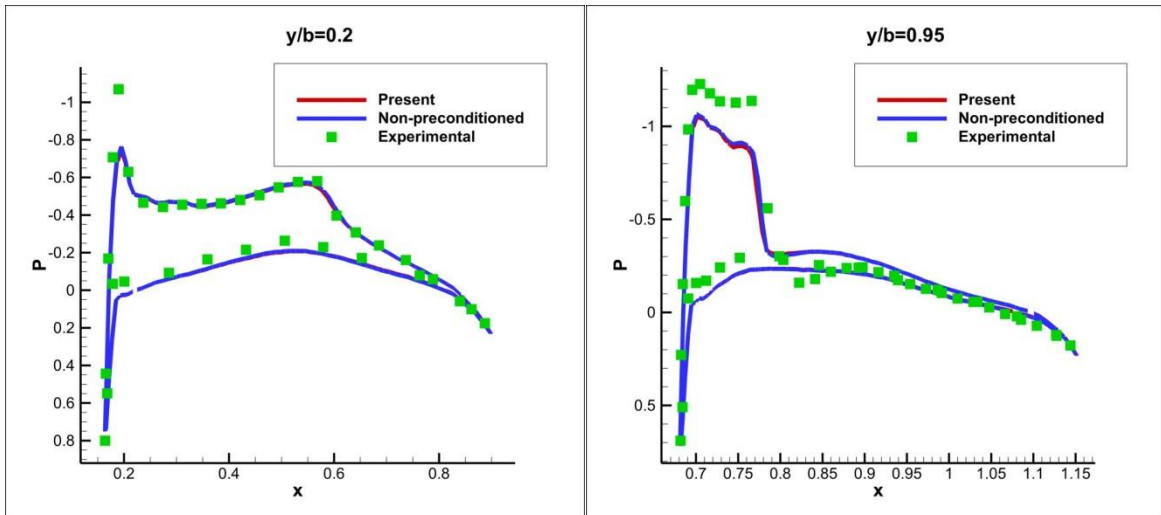 y/b=0.2
Present
Non-preconditioned
Experimental
-1
-0.8
-0.6
-0.4
-0.2
0
0.2
0.4
0.6
0.8
P
0.2 0.4 0.6 0.8
x
y/b=0.95
Present
Non-preconditioned
Experimental
-1
-0.5
0
0.5
P
0.7 0.75 0.8 0.85 0.9 0.95 1 1.05 1.1 1.15
x